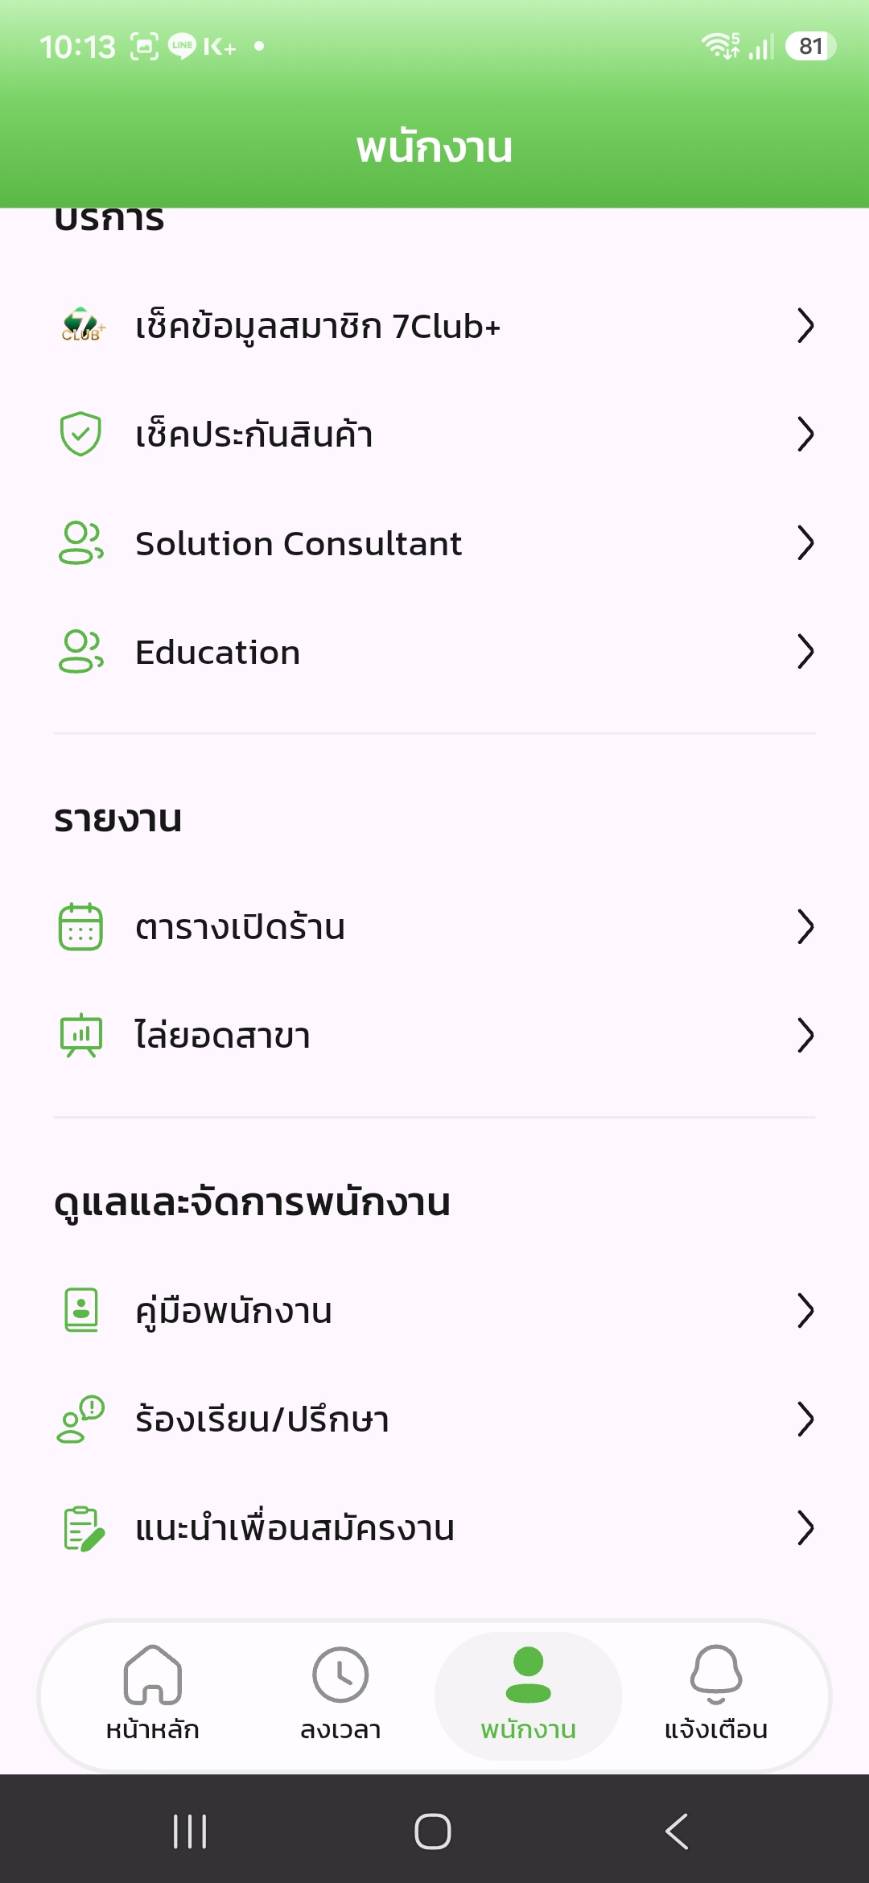 10:13 LINE K+ 5 81
พนักงาน
บริการ
7 CLUB+ เช็คข้อมูลสมาชิก 7Club+
เช็คประกันสินค้า
Solution Consultant
Education
รายงาน
ตารางเปิดร้าน
ไล่ยอดสาขา
ดูแลและจัดการพนักงาน
คู่มือพนักงาน
ร้องเรียน/ปรึกษา
แนะนำเพื่อนสมัครงาน
หน้าหลัก ลงเวลา พนักงาน แจ้งเตือน